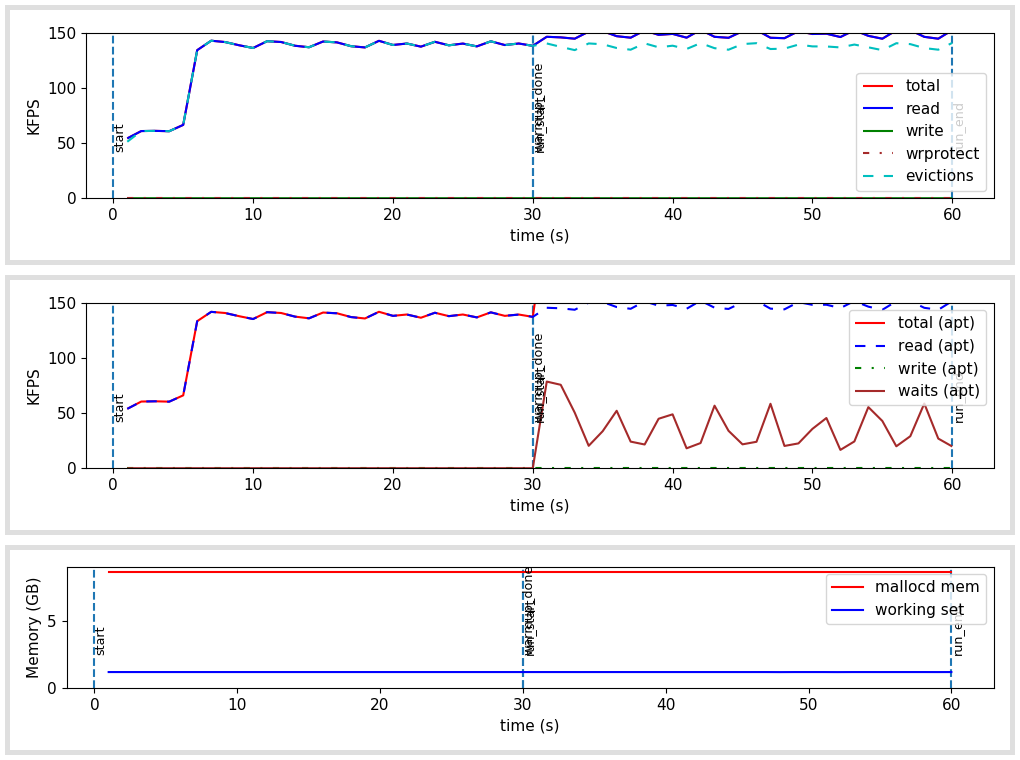 150
100
50
0
KFPS
start
warmup_done
run_start
run_end
total
read
write
wrprotect
evictions
0 10 20 30 40 50 60
time (s)
150
100
50
0
KFPS
start
warmup_done
run_start
total (apt)
read (apt)
write (apt)
waits (apt)
0 10 20 30 40 50 60
time (s)
5
0
Memory (GB)
start
warmup_done
run_start
run_end
mallocd mem
working set
0 10 20 30 40 50 60
time (s)